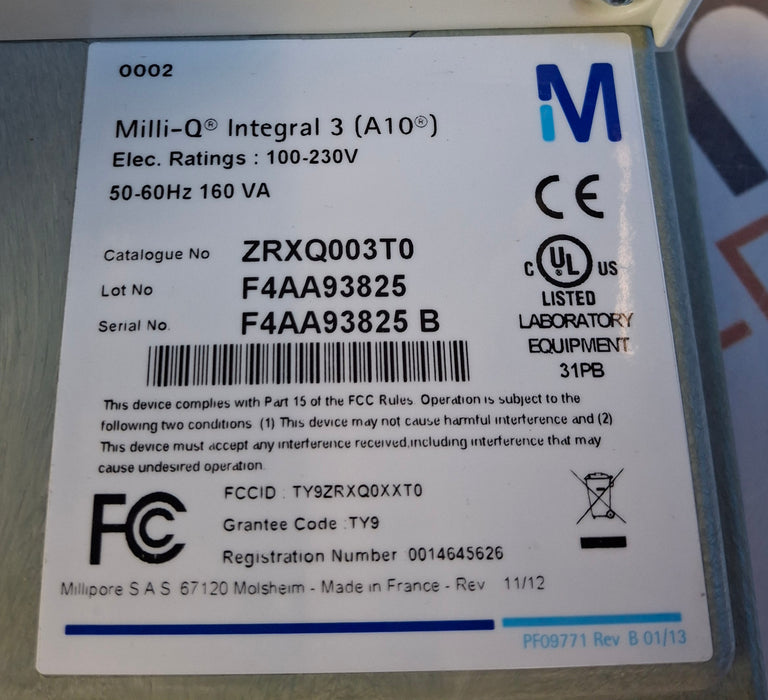 0002
M
Milli-Q® Integral 3 (A10®)
Elec. Ratings : 100-230V
50-60Hz 160 VA
CE
Catalogue No ZRXQ003T0
Lot No F4AA93825
Serial No. F4AA93825 B
C UL US
LISTED
LABORATORY
EQUIPMENT
31PB
This device complies with Part 15 of the FCC Rules. Operation is subject to the
following two conditions (1) This device may not cause harmful interference and (2)
This device must accept any interference received,including interference that may
cause undesired operation.
FC
FCCID : TY9ZRXQ0XXT0
Grantee Code :TY9
Registration Number 0014645626
Millipore S A S 67120 Molsheim - Made in France - Rev 11/12
PF09771 Rev B 01/13